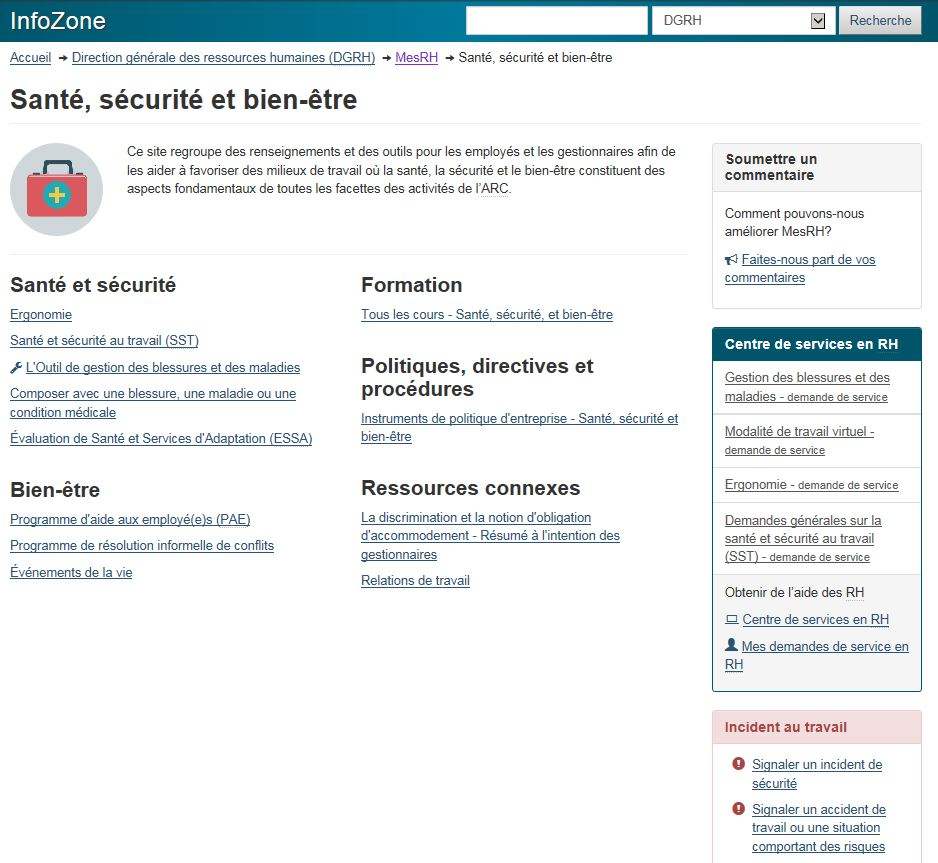 InfoZone
DGRH
Recherche
Accueil → Direction générale des ressources humaines (DGRH) → MesRH → Santé, sécurité et bien-être
Santé, sécurité et bien-être
Ce site regroupe des renseignements et des outils pour les employés et les gestionnaires afin de
les aider à favoriser des milieux de travail où la santé, la sécurité et le bien-être constituent des
aspects fondamentaux de toutes les facettes des activités de l’ARC.
Santé et sécurité
Ergonomie
Santé et sécurité au travail (SST)
L'Outil de gestion des blessures et des maladies
Composer avec une blessure, une maladie ou une
condition médicale
Évaluation de Santé et Services d'Adaptation (ESSA)
Bien-être
Programme d'aide aux employé(e)s (PAE)
Programme de résolution informelle de conflits
Événements de la vie
Formation
Tous les cours - Santé, sécurité, et bien-être
Politiques, directives et
procédures
Instruments de politique d'entreprise - Santé, sécurité et
bien-être
Ressources connexes
La discrimination et la notion d'obligation
d'accommodement - Résumé à l'intention des
gestionnaires
Relations de travail
Soumettre un
commentaire
Comment pouvons-nous
améliorer MesRH?
Faites-nous part de vos
commentaires
Centre de services en RH
Gestion des blessures et des
maladies - demande de service
Modalité de travail virtuel -
demande de service
Ergonomie - demande de service
Demandes générales sur la
santé et sécurité au travail
(SST) - demande de service
Obtenir de l’aide des RH
Centre de services en RH
Mes demandes de service en
RH
Incident au travail
Signaler un incident de
sécurité
Signaler un accident de
travail ou une situation
comportant des risques